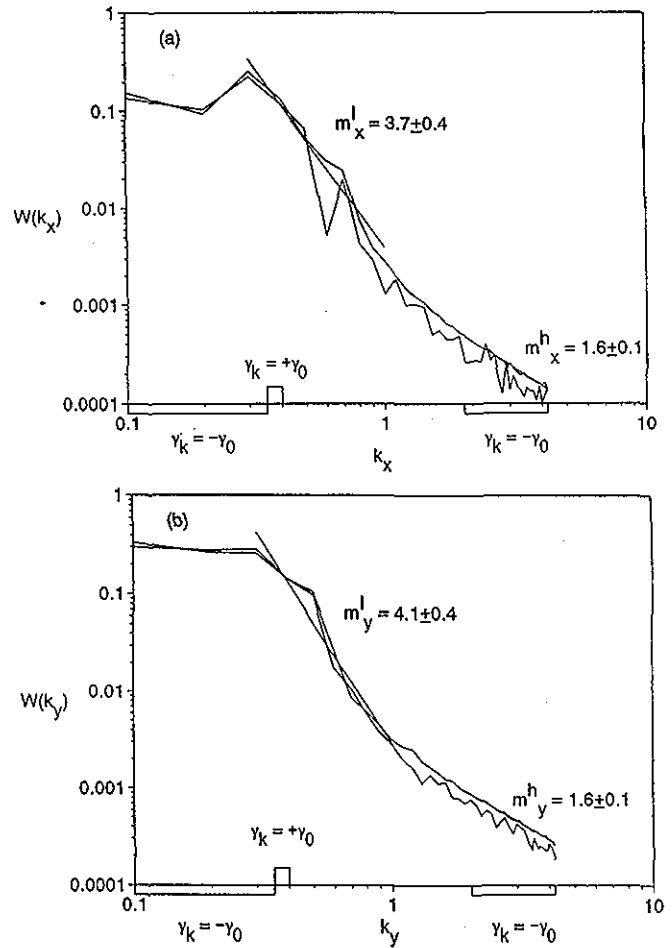 1
(a)
0.1
m^l_x = 3.7±0.4
W(k_x)
0.01
0.001
m^h_x = 1.6±0.1
γ_k = +γ_0
0.0001
0.1
1
10
γ_k = −γ_0
k_x
γ_k = −γ_0
1
(b)
0.1
m^l_y = 4.1±0.4
W(k_y)
0.01
0.001
m^h_y = 1.6±0.1
γ_k = +γ_0
0.0001
0.1
1
10
γ_k = −γ_0
k_y
γ_k = −γ_0